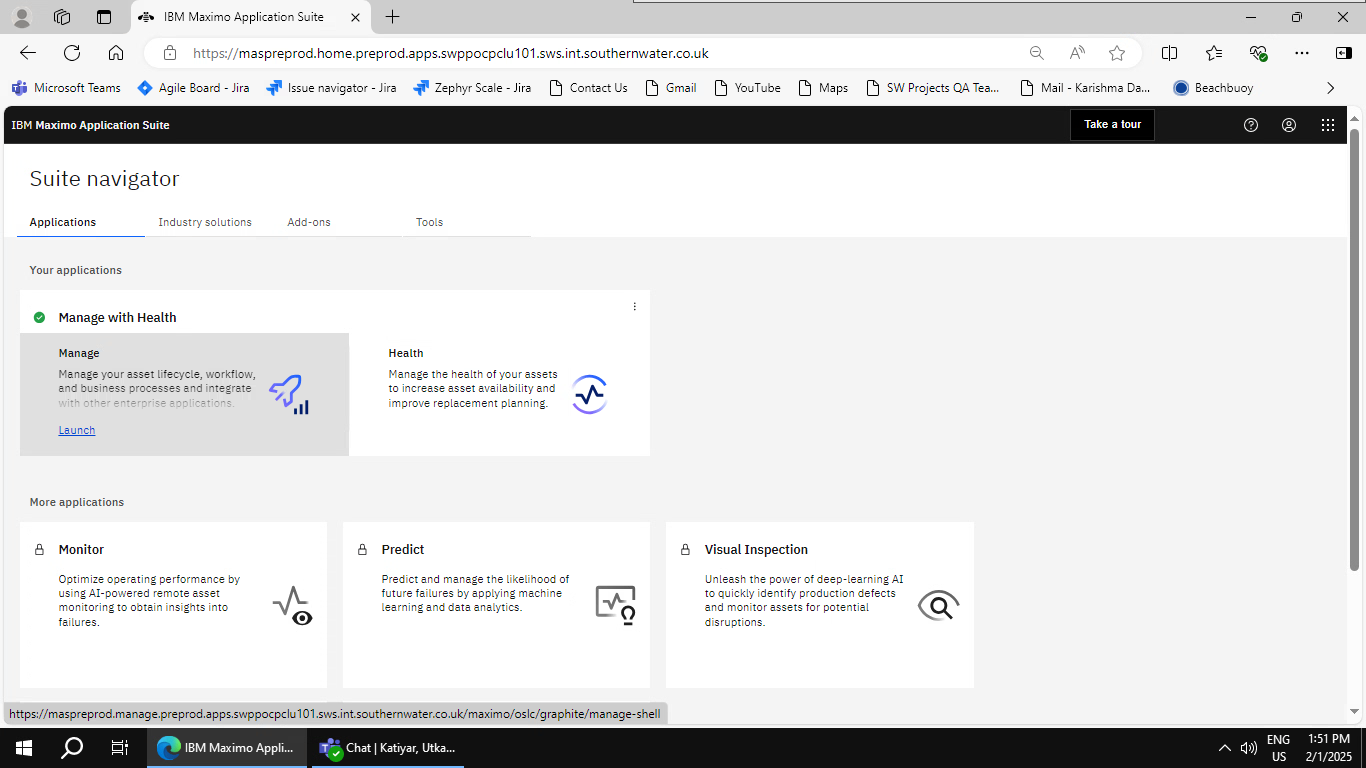 IBM Maximo Application Suite
https://maspreprod.home.preprod.apps.swppocpclu101.sws.int.southernwater.co.uk
Microsoft Teams
Agile Board - Jira
Issue navigator - Jira
Zephyr Scale - Jira
Contact Us
Gmail
YouTube
Maps
SW Projects QA Tea...
Mail - Karishma Da...
Beachbuoy
IBM Maximo Application Suite
Take a tour
Suite navigator
Applications
Industry solutions
Add-ons
Tools
Your applications
Manage with Health
Manage
Manage your asset lifecycle, workflow,
and business processes and integrate
with other enterprise applications.
Launch
Health
Manage the health of your assets
to increase asset availability and
improve replacement planning.
More applications
Monitor
Optimize operating performance by
using AI-powered remote asset
monitoring to obtain insights into
failures.
Predict
Predict and manage the likelihood of
future failures by applying machine
learning and data analytics.
Visual Inspection
Unleash the power of deep-learning AI
to quickly identify production defects
and monitor assets for potential
disruptions.
https://maspreprod.manage.preprod.apps.swppocpclu101.sws.int.southernwater.co.uk/maximo/oslc/graphite/manage-shell
IBM Maximo Appli...
Chat | Katiyar, Utka...
ENG
US
1:51 PM
2/1/2025